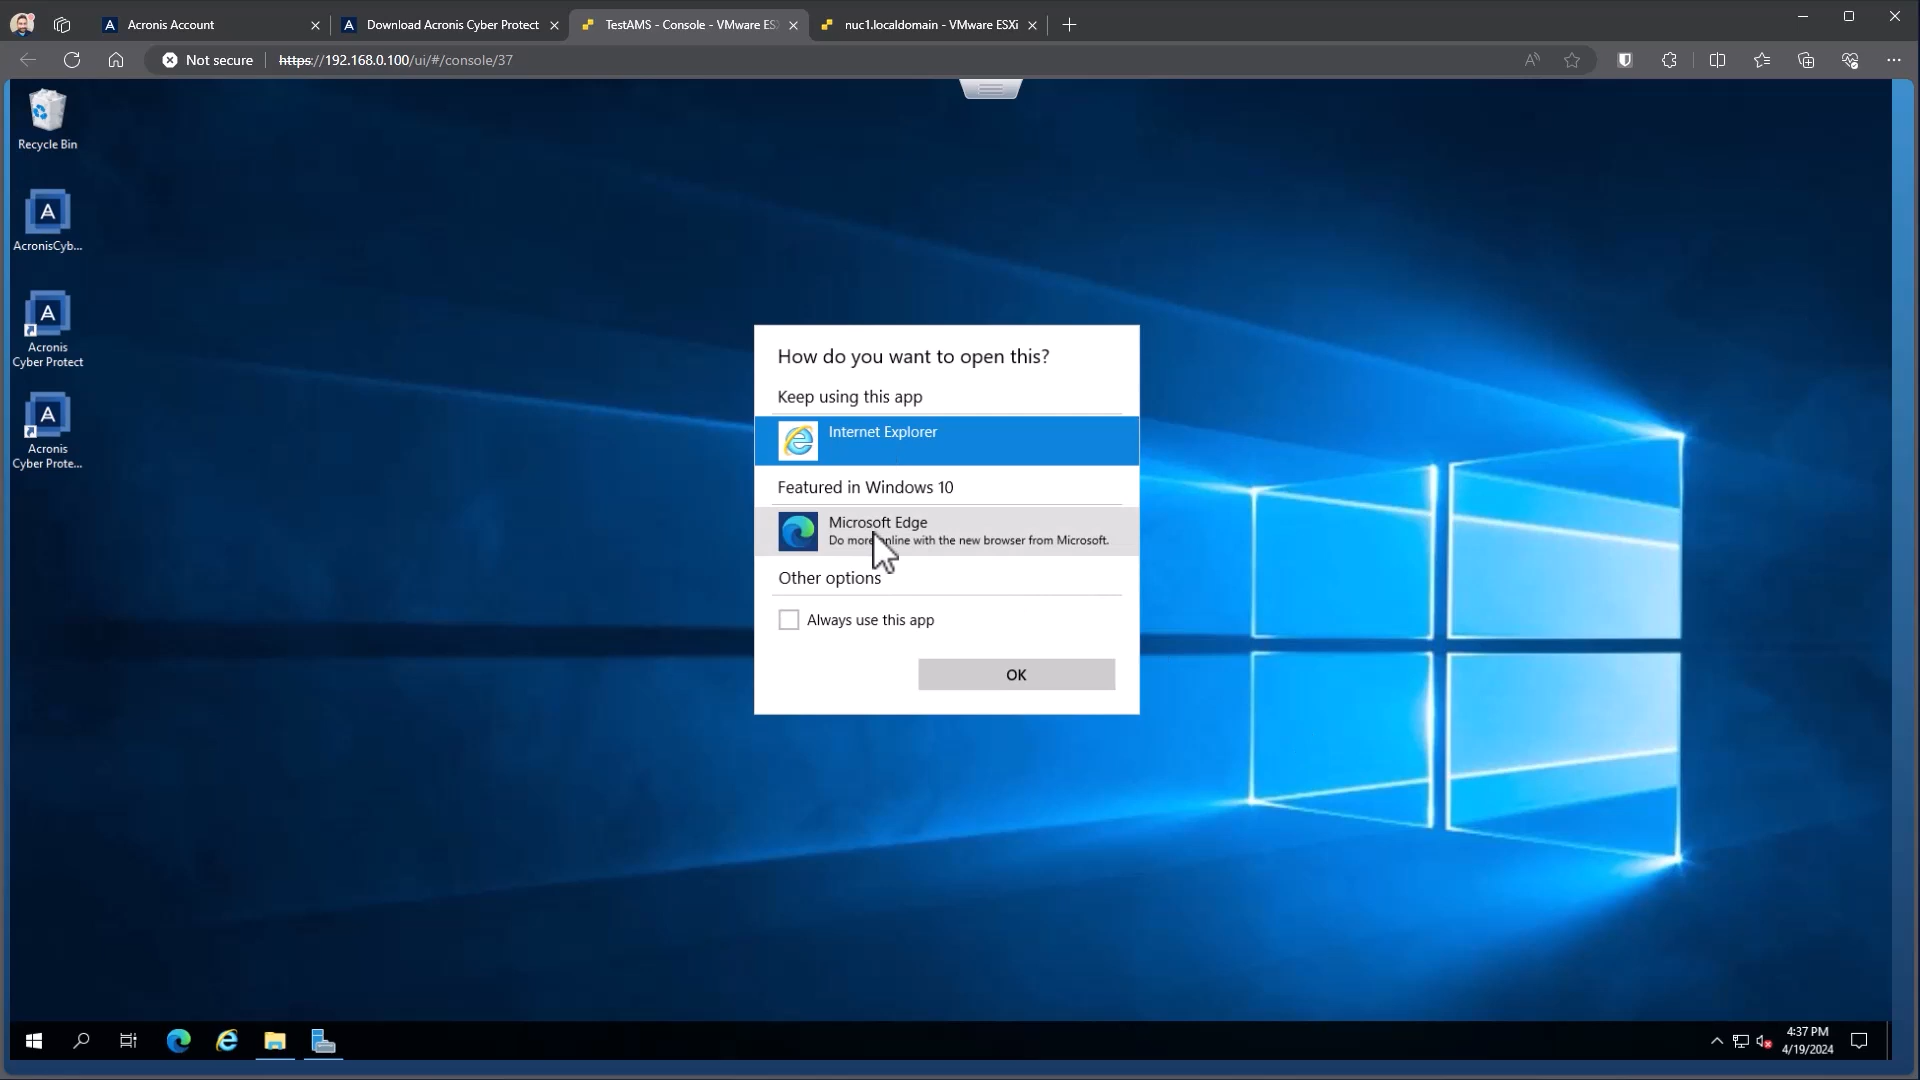 Acronis Account
Download Acronis Cyber Protect
TestAMS - Console - VMware ES
nuc1.localdomain - VMware ESXi
Not secure
https://192.168.0.100/ui/#/console/37
Recycle Bin
AcronisCyb...
Acronis
Cyber Protect
Acronis
Cyber Prote...
How do you want to open this?
Keep using this app
Internet Explorer
Featured in Windows 10
Microsoft Edge
Do more online with the new browser from Microsoft.
Other options
Always use this app
OK
4:37 PM
4/19/2024